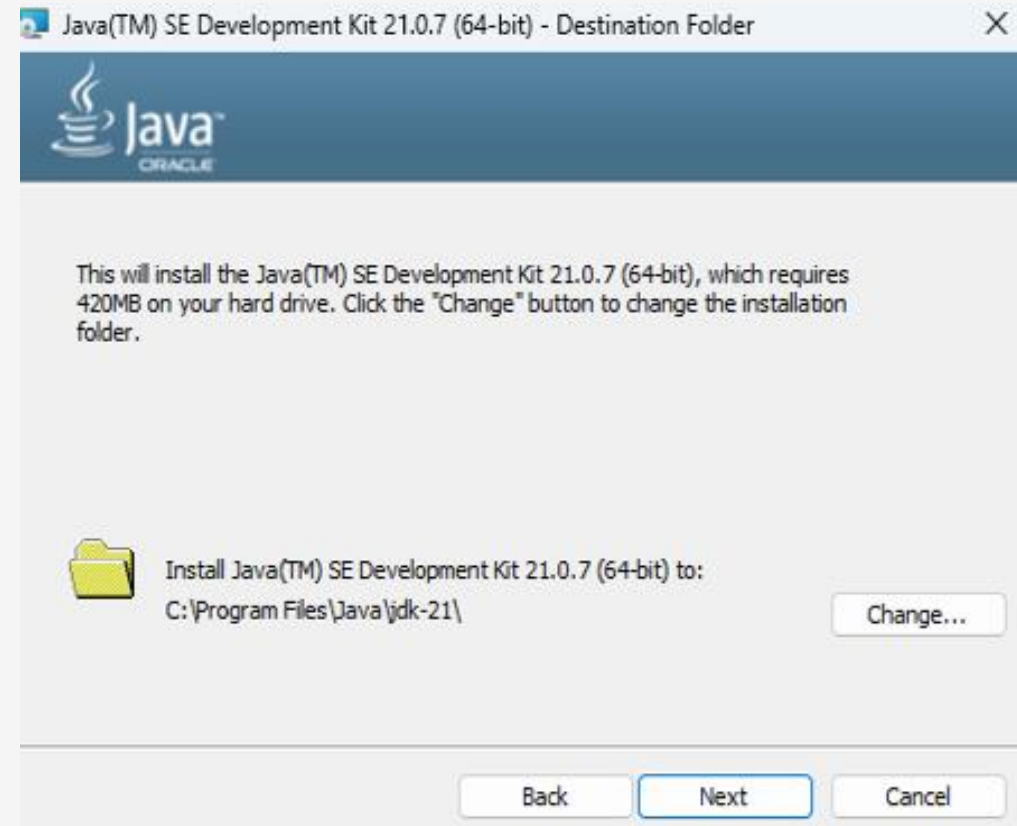 Java(TM) SE Development Kit 21.0.7 (64-bit) - Destination Folder
Java™
ORACLE
This will install the Java(TM) SE Development Kit 21.0.7 (64-bit), which requires
420MB on your hard drive. Click the "Change" button to change the installation
folder.
Install Java(TM) SE Development Kit 21.0.7 (64-bit) to:
C:\Program Files\Java\jdk-21\
Change...
Back Next Cancel